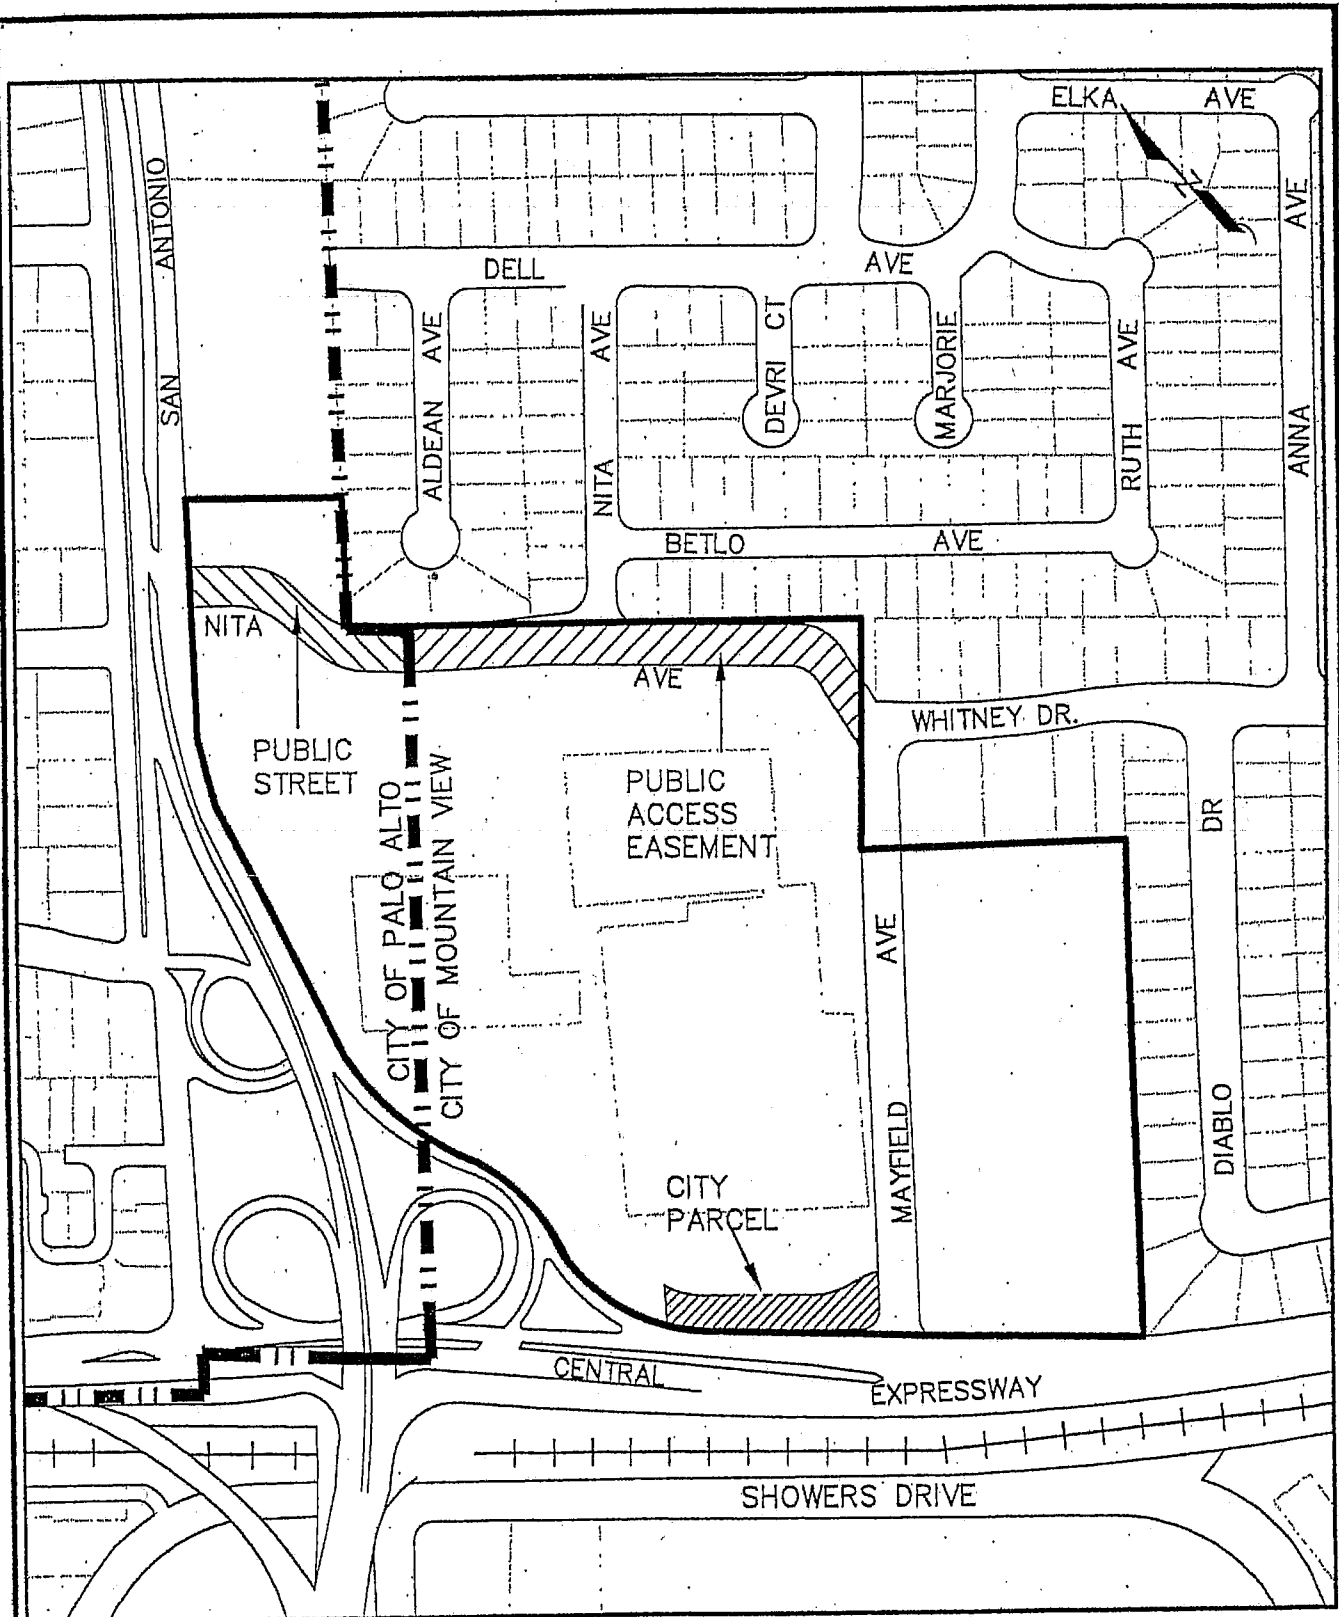 ELKA AVE
SAN ANTONIO
DELL AVE
ALDEAN AVE
NITA AVE
DEVRI CT
MARJORIE
RUTH AVE
ANNA AVE
BETLO AVE
NITA AVE
WHITNEY DR.
PUBLIC
STREET
PUBLIC
ACCESS
EASEMENT
CITY OF PALO ALTO
CITY OF MOUNTAIN VIEW
MAYFIELD AVE
DIABLO DR
CITY
PARCEL
CENTRAL EXPRESSWAY
SHOWERS DRIVE
N